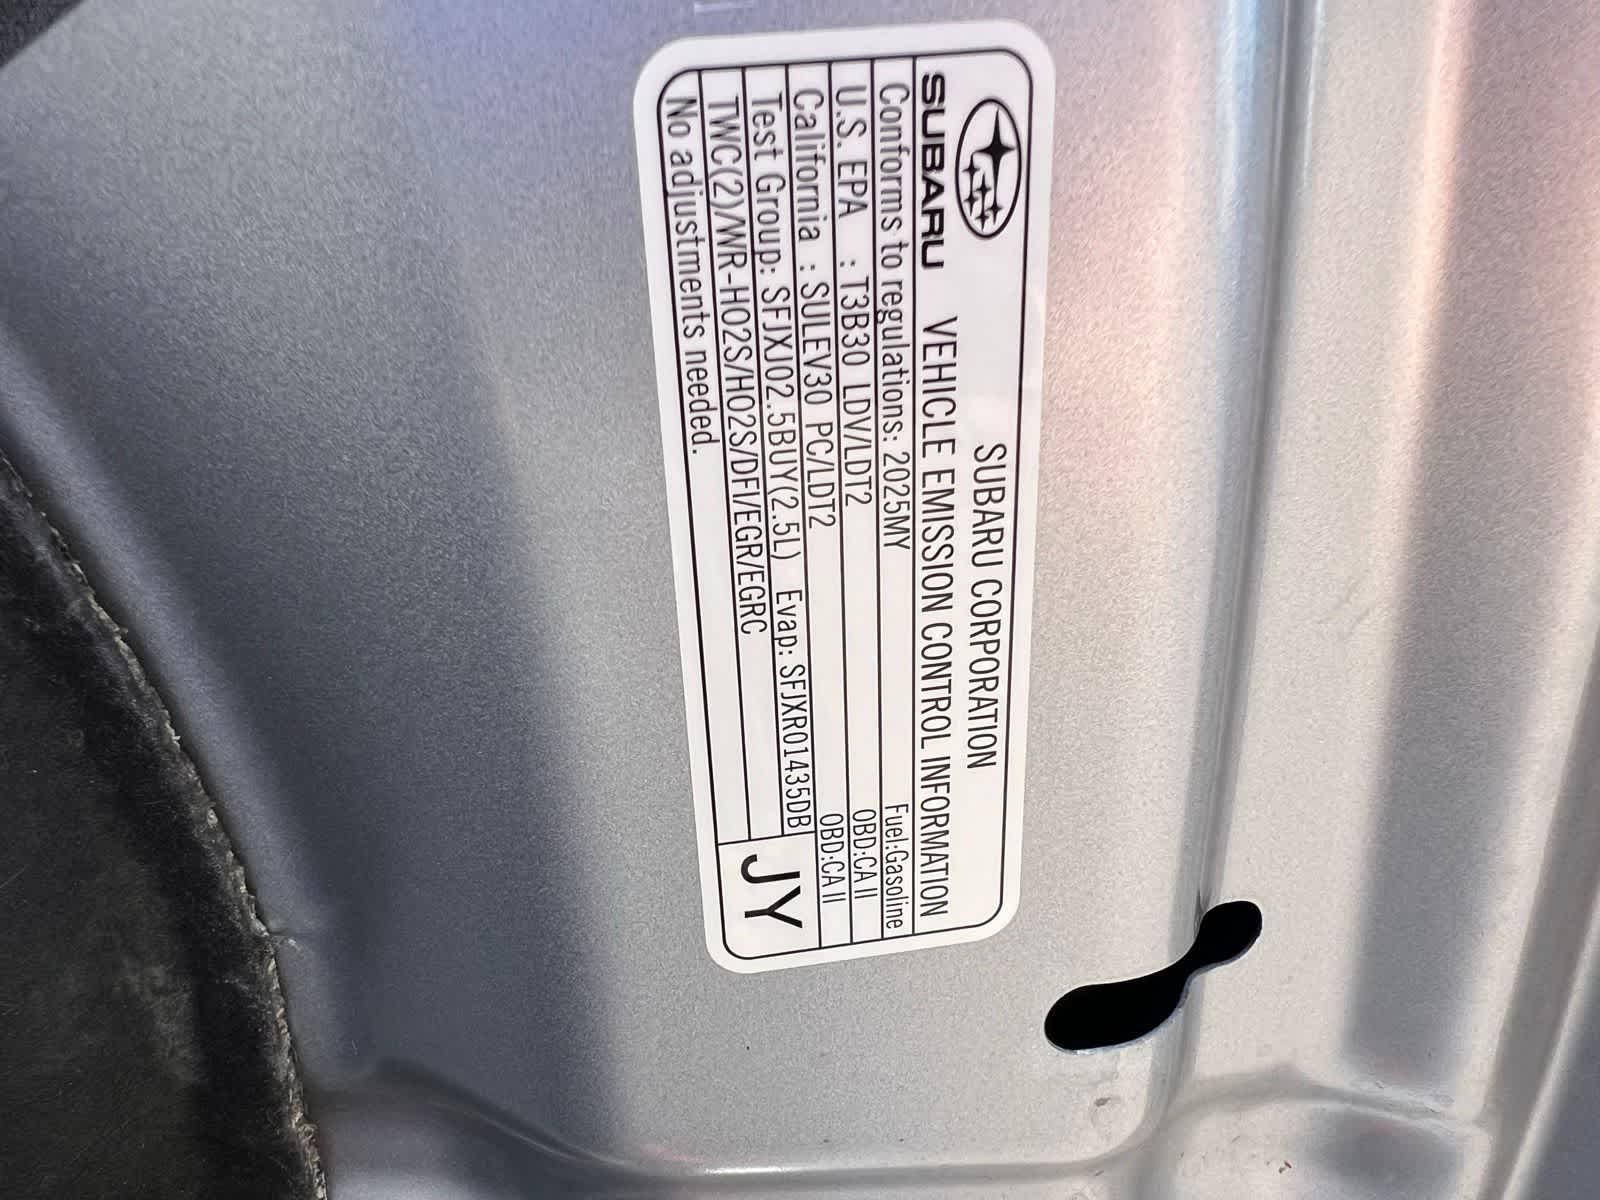 SUBARU SUBARU CORPORATION
VEHICLE EMISSION CONTROL INFORMATION
Conforms to regulations: 2025MY Fuel:Gasoline
U.S. EPA : T3B30 LDV/LDT2 OBD:CA II
California : SULEV30 PC/LDT2 OBD:CA II
Test Group: SFJXJ02.5BUY(2.5L) Evap: SFJXR01435DB
TWC(2)/WR-HO2S/HO2S/DFI/EGR/EGRC
No adjustments needed.
JY